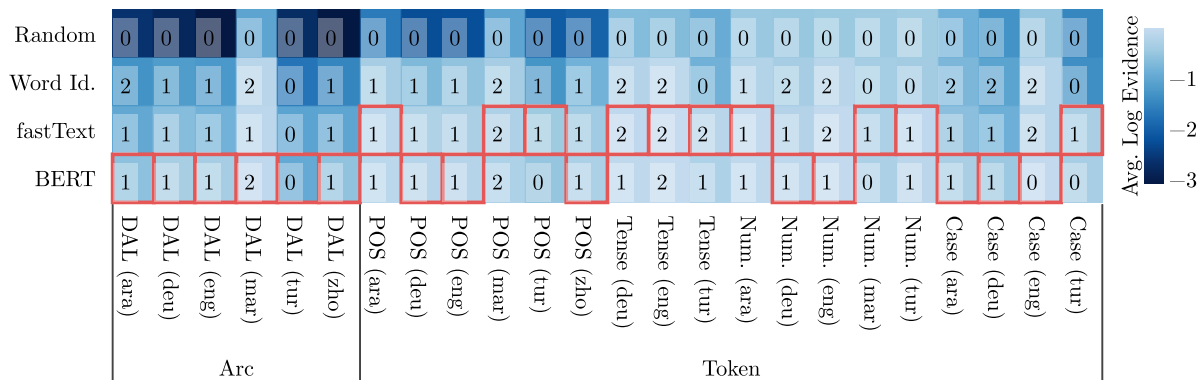 Random 0 0 0 0 0 0 0 0 0 0 0 0 0 0 0 0 0 0 0 0 0 0 0 0
Word Id. 2 1 1 2 0 1 1 1 1 2 1 1 2 2 0 1 2 2 0 0 2 2 2 0
fastText 1 1 1 1 0 1 1 1 1 2 1 1 2 2 2 1 1 2 1 1 1 1 2 1
BERT 1 1 1 2 0 1 1 1 1 2 0 1 1 2 1 1 1 1 0 1 1 1 0 0
DAL (ara)
DAL (deu)
DAL (eng)
DAL (mar)
DAL (tur)
DAL (zho)
POS (ara)
POS (deu)
POS (eng)
POS (mar)
POS (tur)
POS (zho)
Tense (deu)
Tense (eng)
Tense (tur)
Num. (ara)
Num. (deu)
Num. (eng)
Num. (mar)
Num. (tur)
Case (ara)
Case (deu)
Case (eng)
Case (tur)
Arc
Token
Avg. Log Evidence
−1
−2
−3